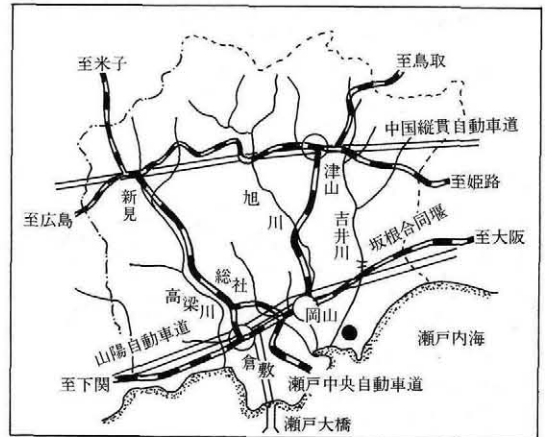 至米子
至鳥取
中国縦貫自動車道
新見
旭川
津山
吉井川
至姫路
至広島
坂根合同堰
至大阪
総社
高梁川
岡山
山陽自動車道
倉敷
瀬戸内海
至下関
瀬戸中央自動車道
瀬戸大橋